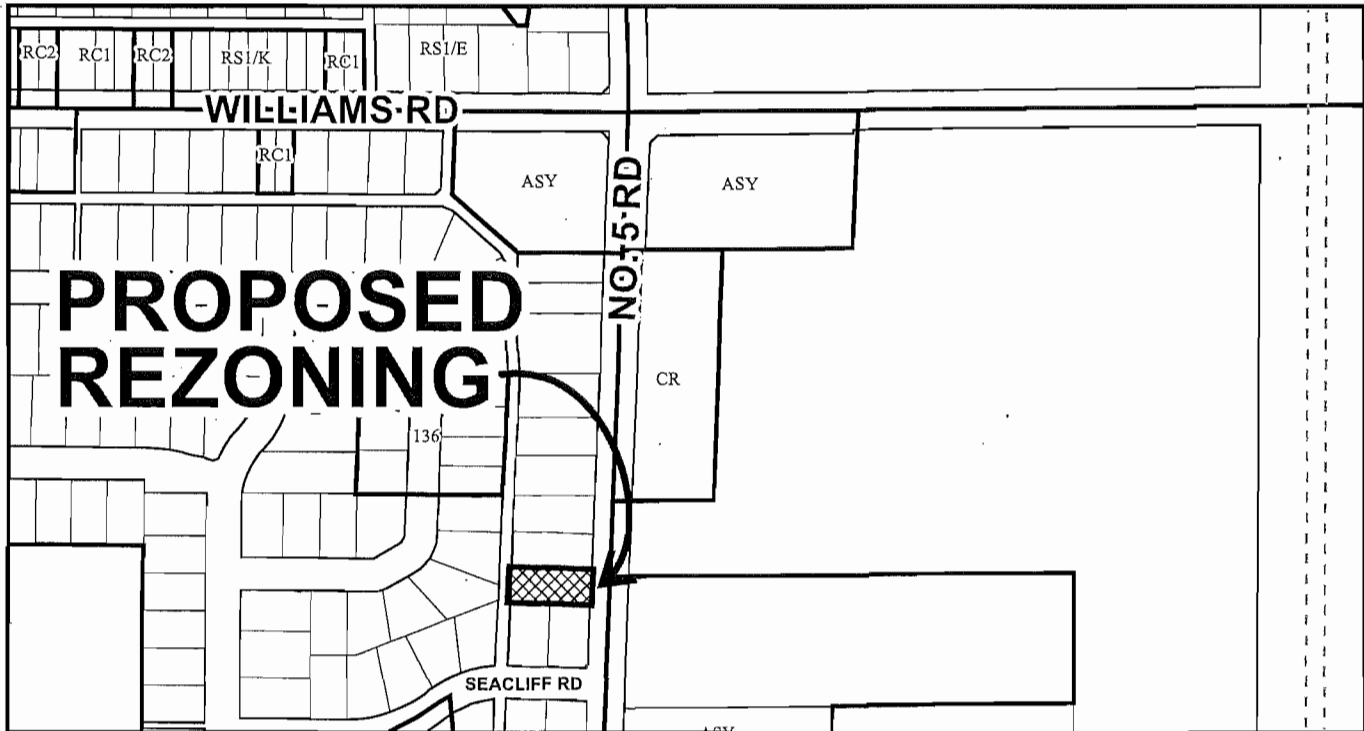 RC2
RC1
RC2
RS1/K
RC1
RS1/E
WILLIAMS RD
RC1
ASY
ASY
NO. 5 RD
PROPOSED
REZONING
CR
136
SEACLIFF RD